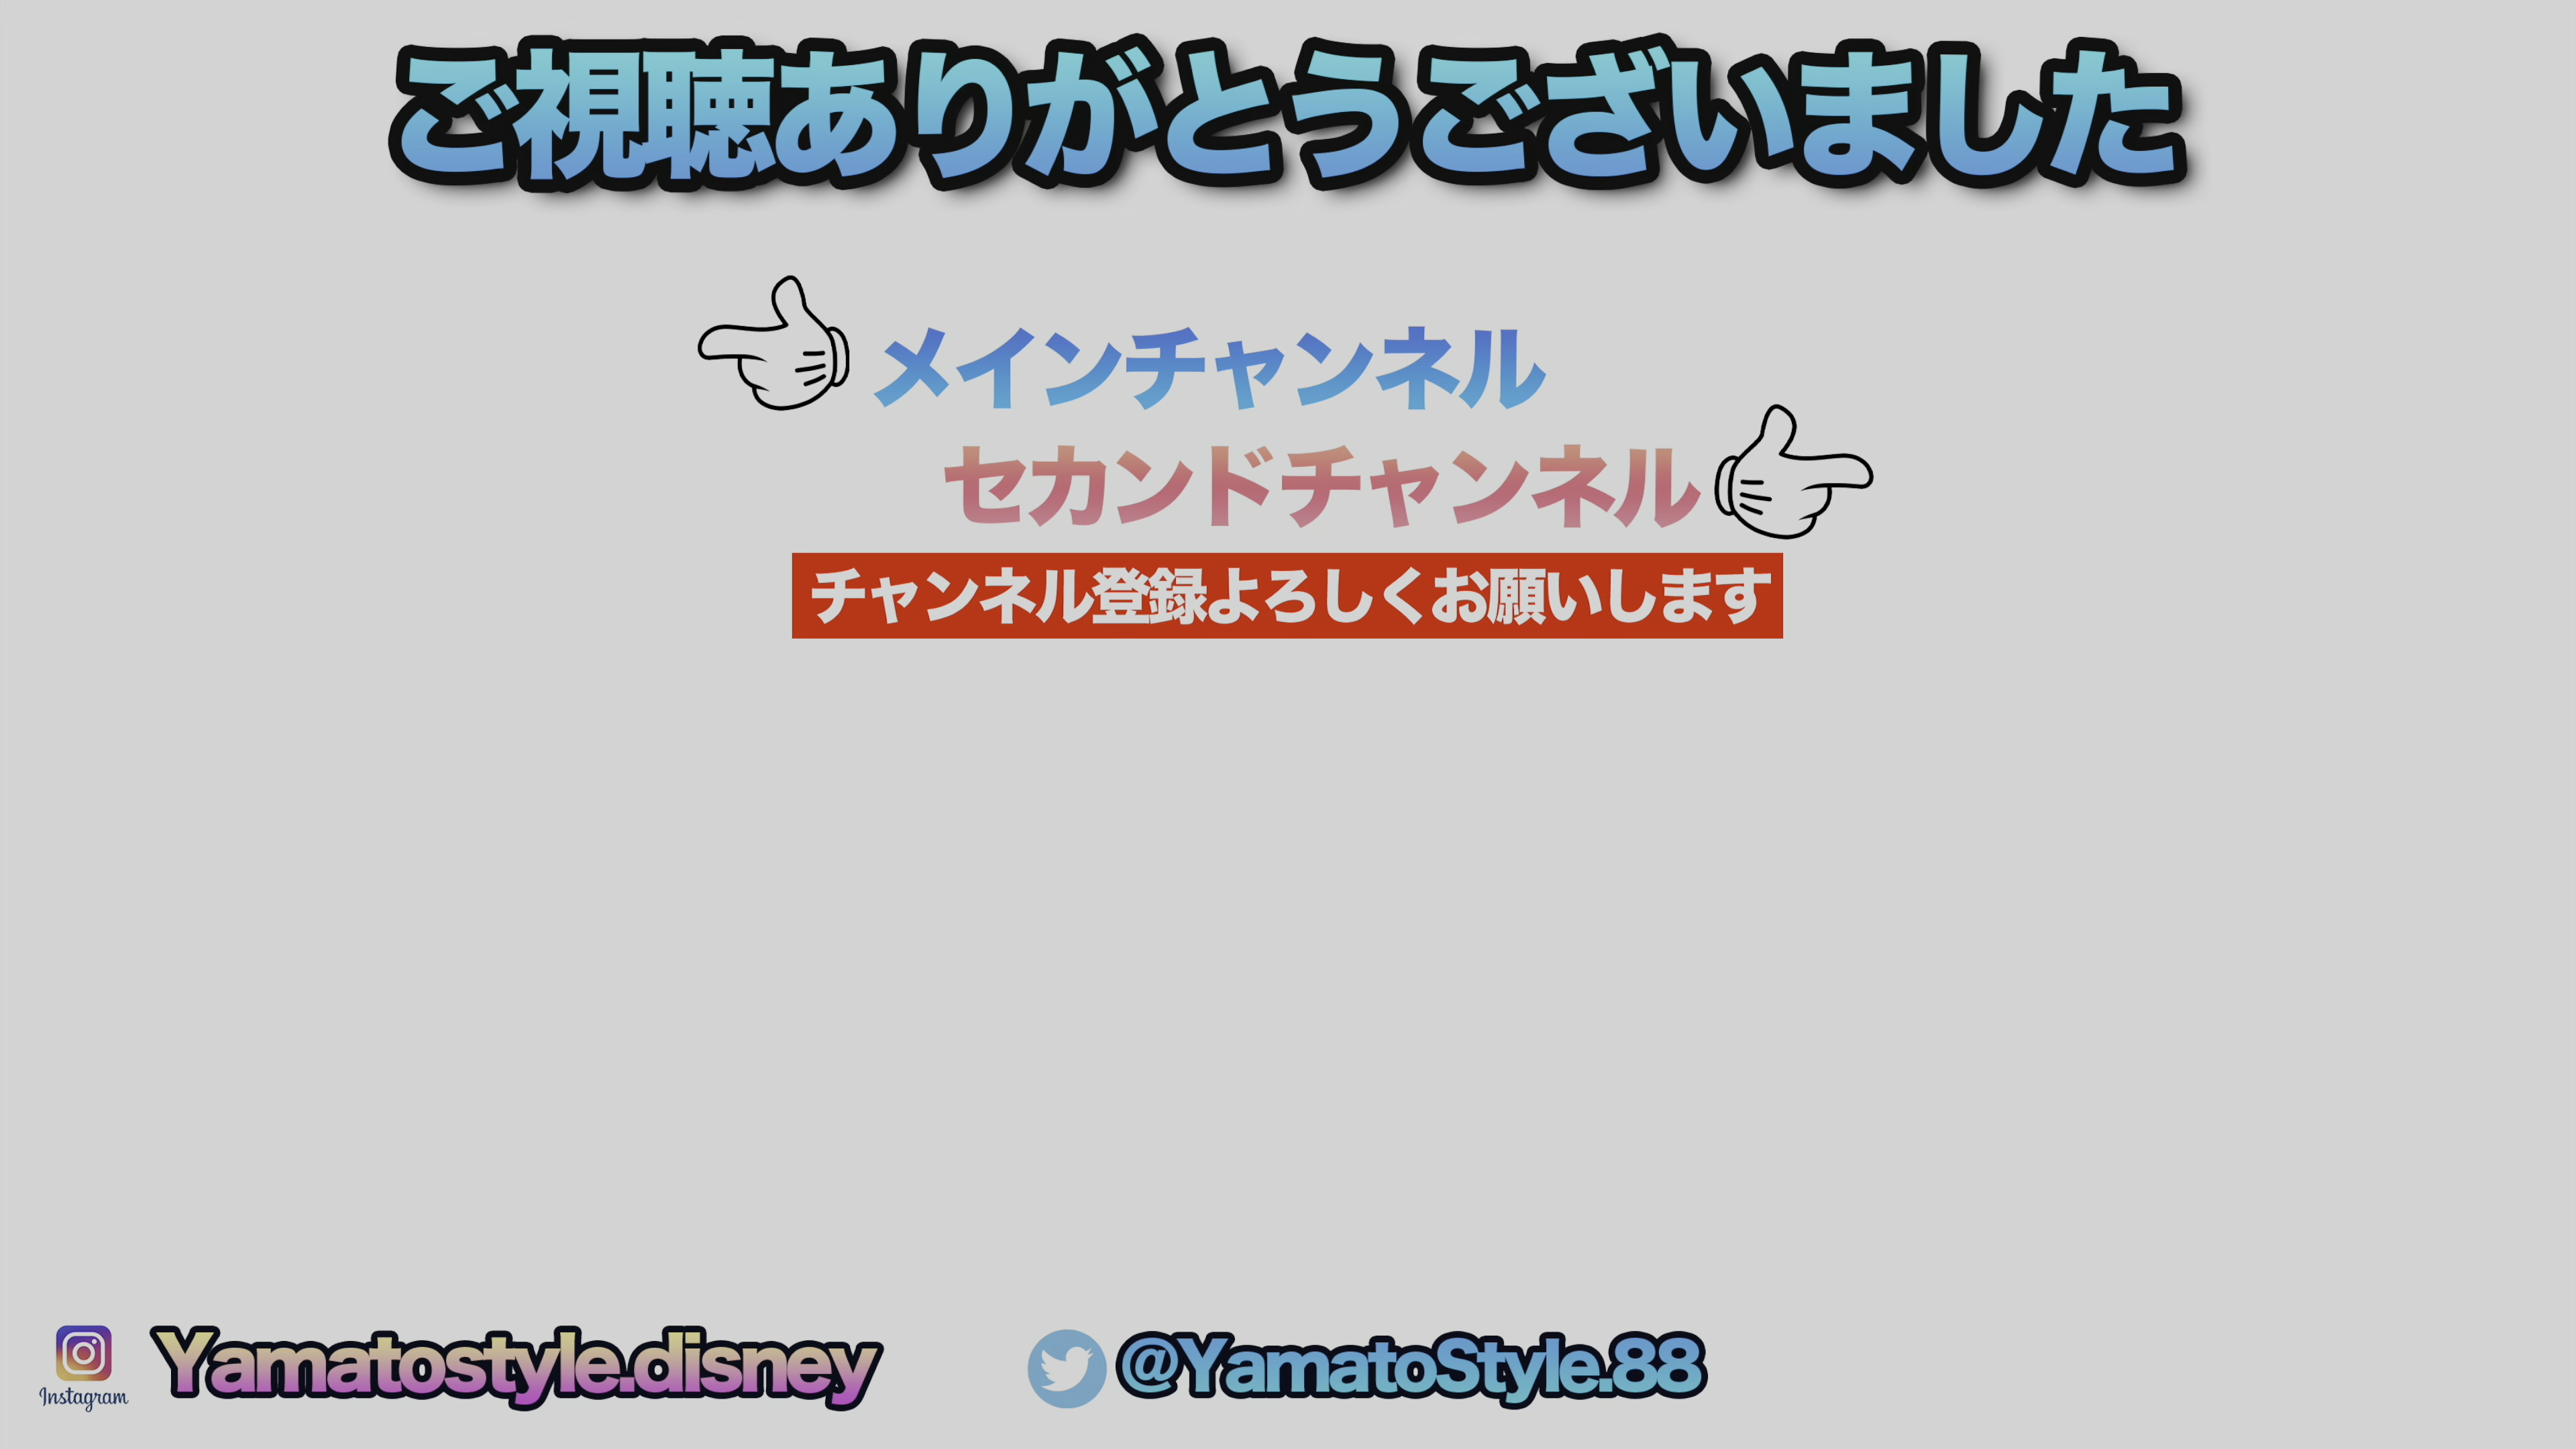 ご視聴ありがとうございました
メインチャンネル
セカンドチャンネル
チャンネル登録よろしくお願いします
Instagram
Yamatostyle.disney
@YamatoStyle.88